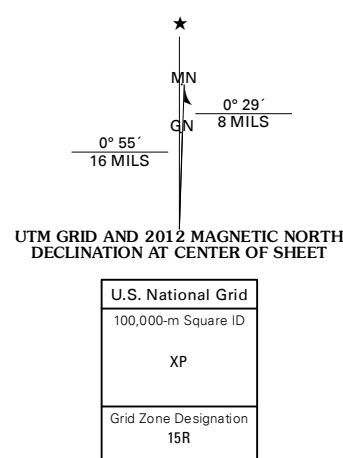 ★
MN
0° 29´
8 MILS
GN
0° 55´
16 MILS
UTM GRID AND 2012 MAGNETIC NORTH
DECLINATION AT CENTER OF SHEET
U.S. National Grid
100,000-m Square ID
XP
Grid Zone Designation
15R